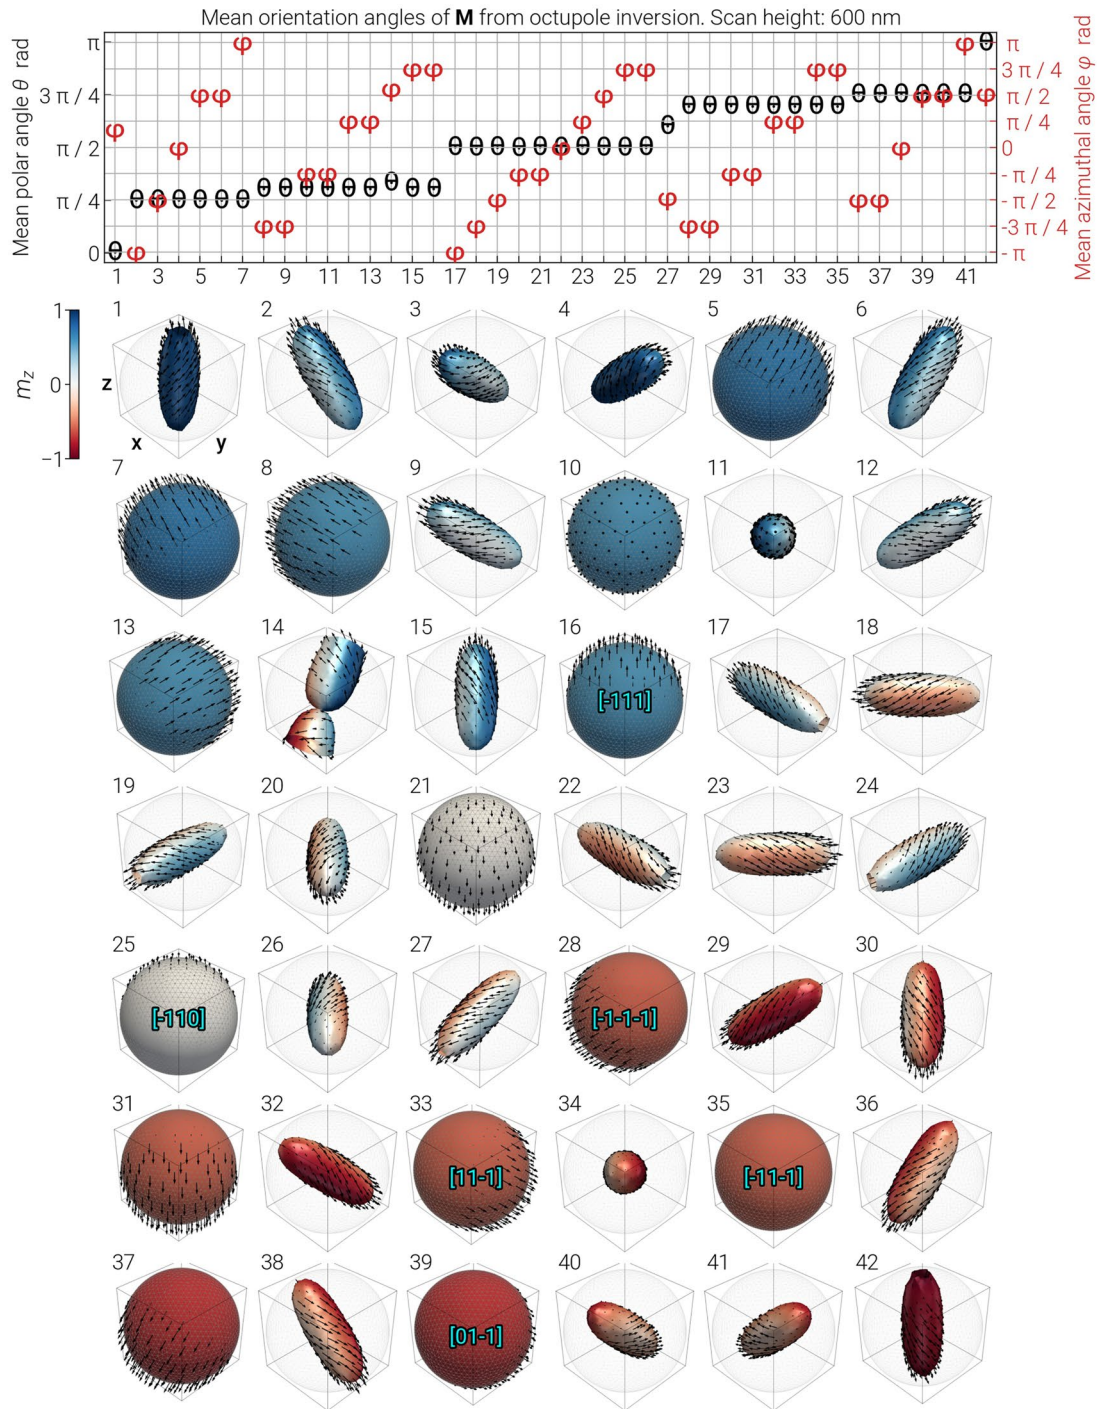 Mean orientation angles of M from octupole inversion. Scan height: 600 nm
Mean polar angle θ rad
π
3 π / 4
π / 2
π / 4
0
Mean azimuthal angle φ rad
π
3 π / 4
π / 2
π / 4
0
- π / 4
- π / 2
-3 π / 4
- π
1 3 5 7 9 11 13 15 17 19 21 23 25 27 29 31 33 35 37 39 41
m_z
1
0
−1
z
x
y
1 2 3 4 5 6
7 8 9 10 11 12
13 14 15 16 17 18
[-111]
19 20 21 22 23 24
25 26 27 28 29 30
[-110] [-1-1-1]
31 32 33 34 35 36
[11-1] [-11-1]
37 38 39 40 41 42
[01-1]